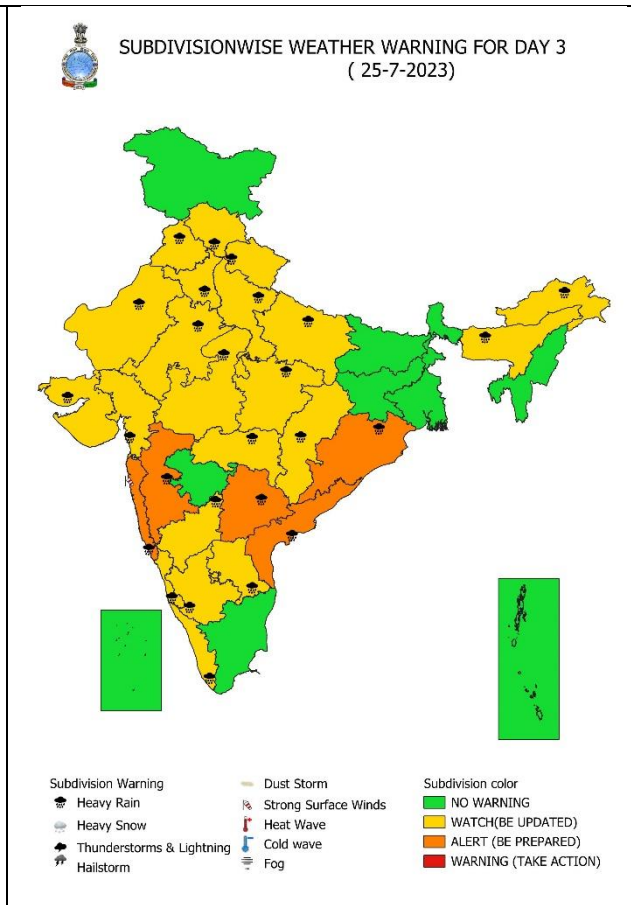 SUBDIVISIONWISE WEATHER WARNING FOR DAY 3
( 25-7-2023)
Subdivision Warning
Heavy Rain
Heavy Snow
Thunderstorms & Lightning
Hailstorm
Dust Storm
Strong Surface Winds
Heat Wave
Cold wave
Fog
Subdivision color
NO WARNING
WATCH(BE UPDATED)
ALERT (BE PREPARED)
WARNING (TAKE ACTION)